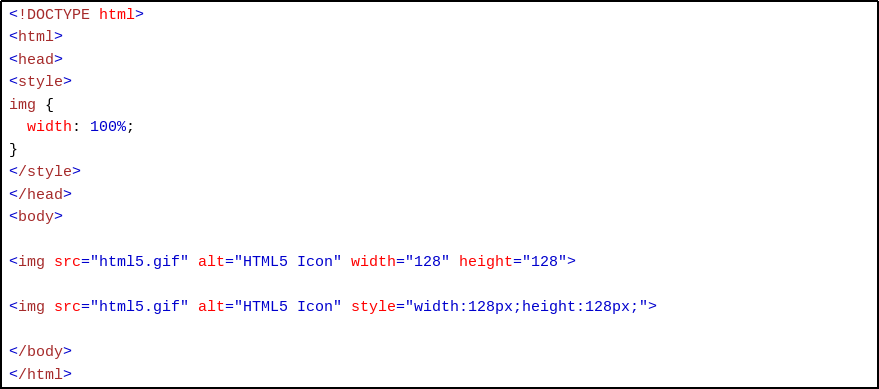 <!DOCTYPE html>
<html>
<head>
<style>
img {
  width: 100%;
}
</style>
</head>
<body>

<img src="html5.gif" alt="HTML5 Icon" width="128" height="128">

<img src="html5.gif" alt="HTML5 Icon" style="width:128px;height:128px;">

</body>
</html>